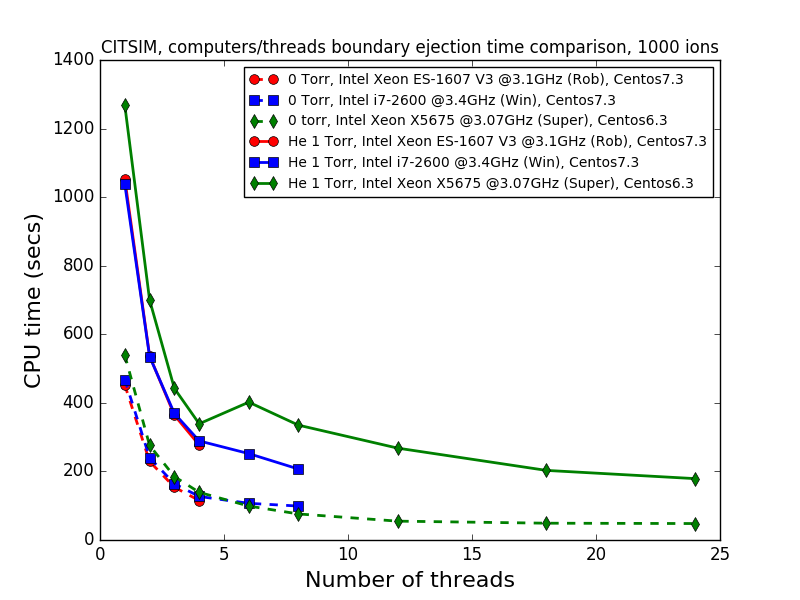 CITSIM, computers/threads boundary ejection time comparison, 1000 ions
0 Torr, Intel Xeon ES-1607 V3 @3.1GHz (Rob), Centos7.3
0 Torr, Intel i7-2600 @3.4GHz (Win), Centos7.3
0 torr, Intel Xeon X5675 @3.07GHz (Super), Centos6.3
He 1 Torr, Intel Xeon ES-1607 V3 @3.1GHz (Rob), Centos7.3
He 1 Torr, Intel i7-2600 @3.4GHz (Win), Centos7.3
He 1 Torr, Intel Xeon X5675 @3.07GHz (Super), Centos6.3
CPU time (secs)
1400
1200
1000
800
600
400
200
0
0 5 10 15 20 25
Number of threads